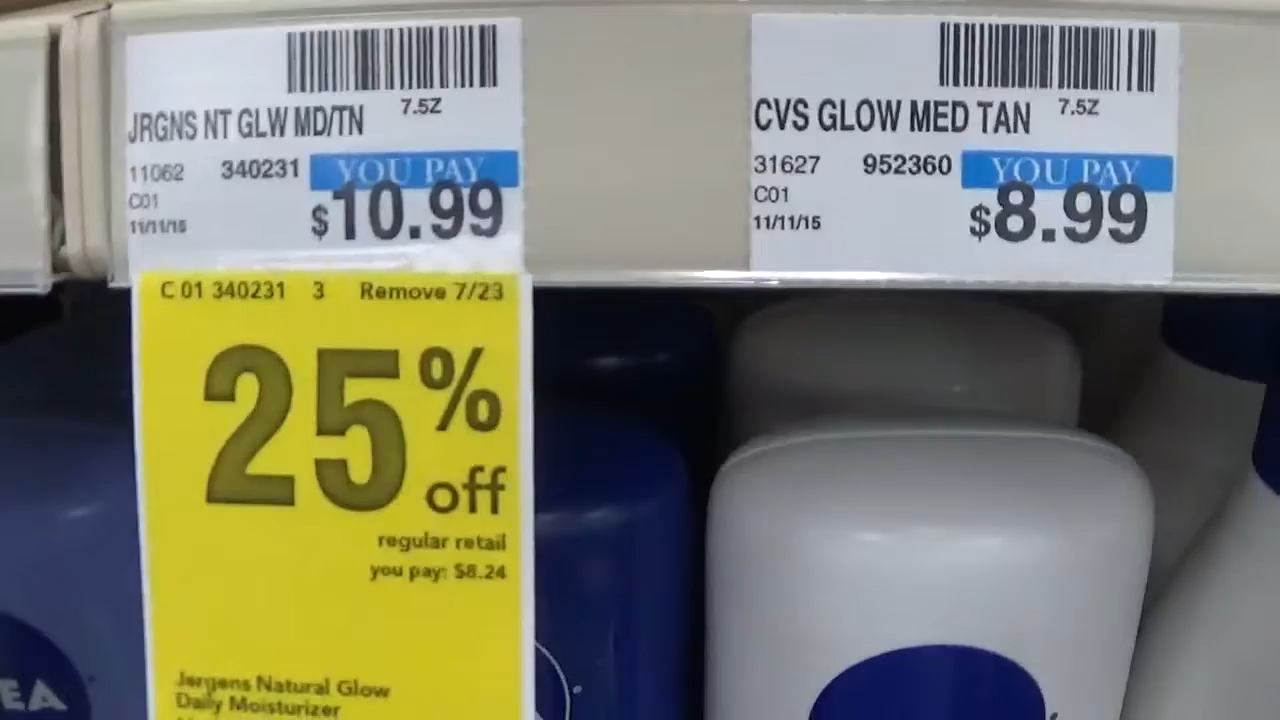 JRGNS NT GLW MD/TN 7.5Z
11062 340231 YOU PAY
C01
11/11/15
$10.99
C 01 340231 3 Remove 7/23
25% off
regular retail
you pay: $8.24
Jergens Natural Glow
Daily Moisturizer
CVS GLOW MED TAN 7.5Z
31627 952360 YOU PAY
C01
11/11/15
$8.99
EA